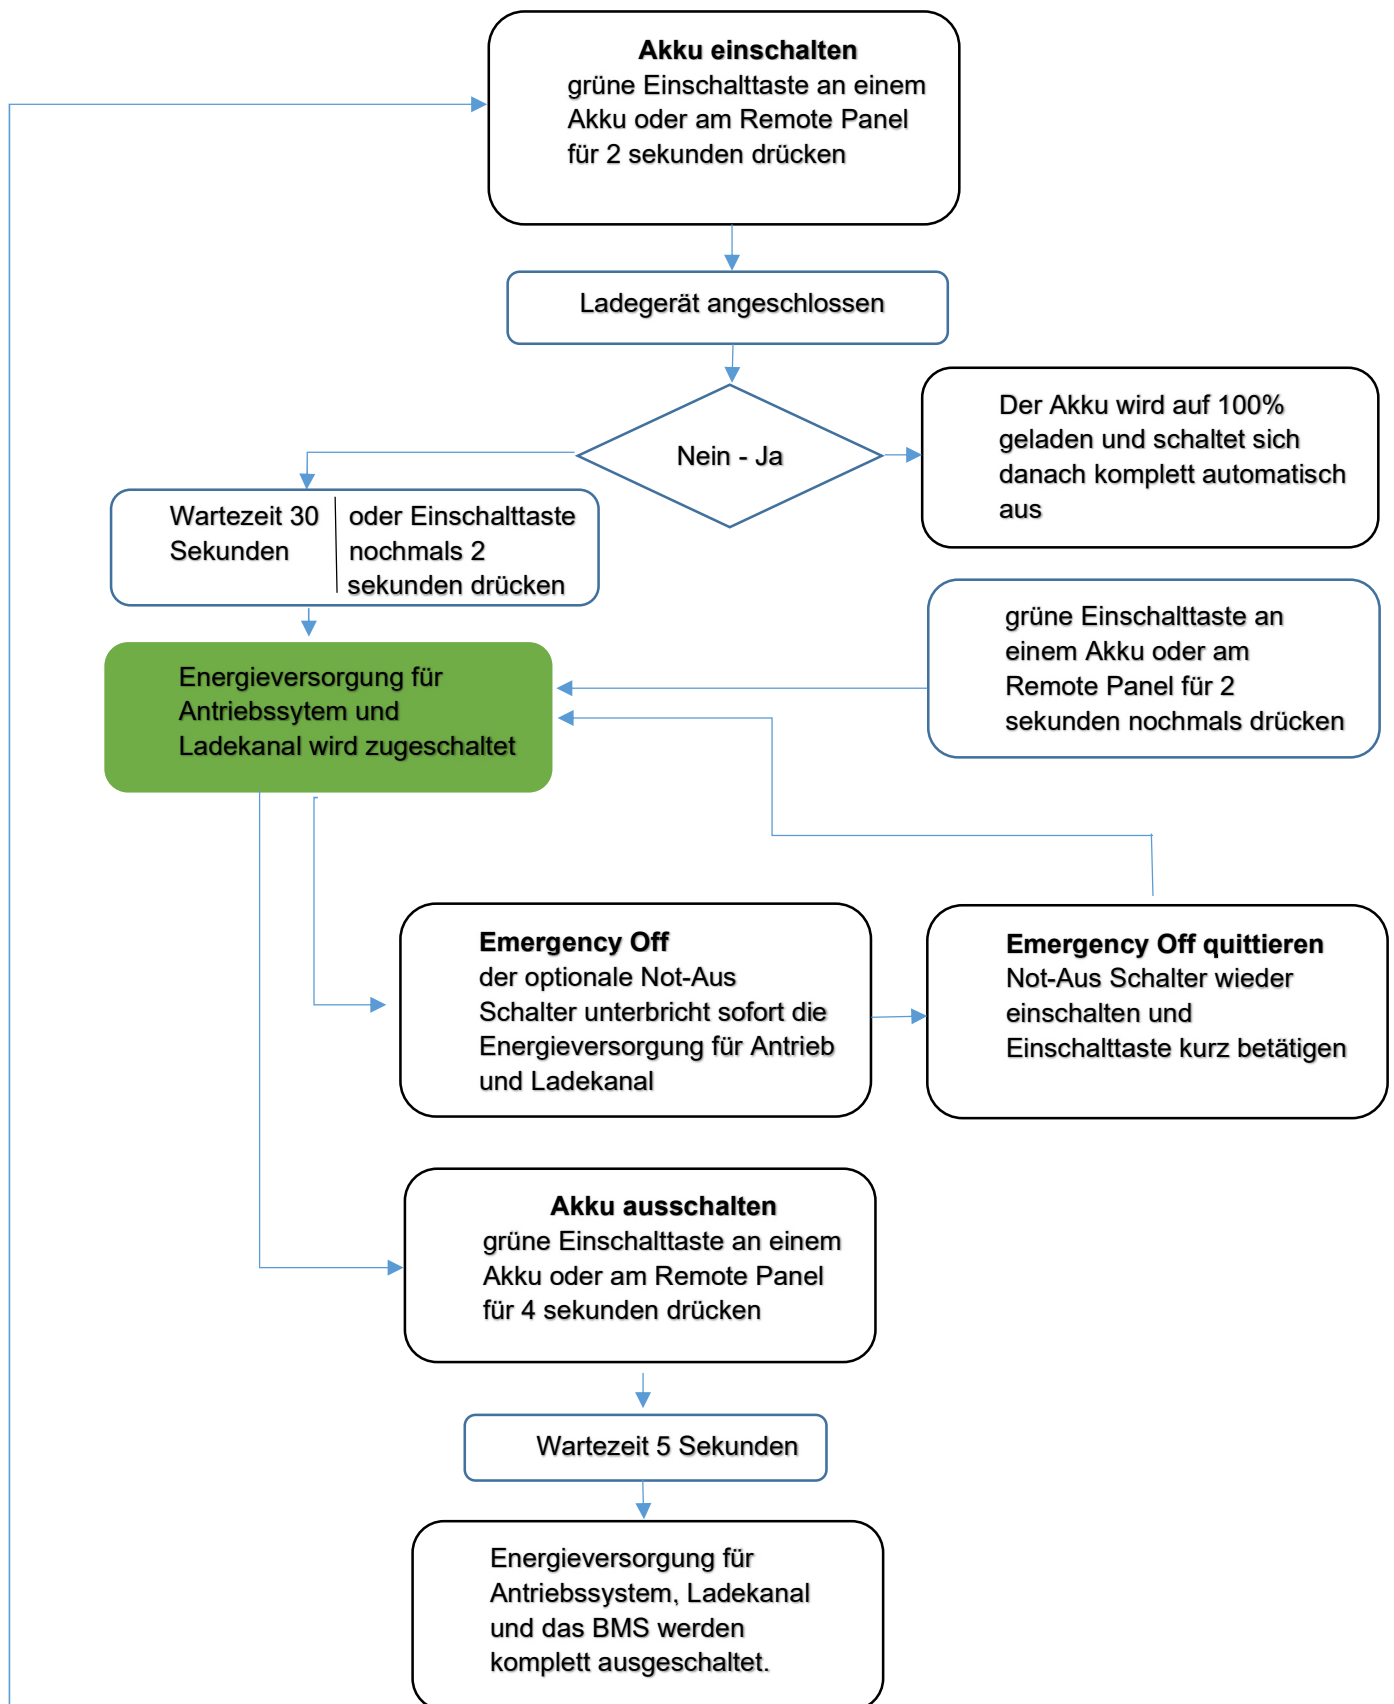 Akku einschalten
grüne Einschalttaste an einem
Akku oder am Remote Panel
für 2 sekunden drücken
Ladegerät angeschlossen
Nein - Ja
Der Akku wird auf 100%
geladen und schaltet sich
danach komplett automatisch
aus
Wartezeit 30
Sekunden
oder Einschalttaste
nochmals 2
sekunden drücken
grüne Einschalttaste an
einem Akku oder am
Remote Panel für 2
sekunden nochmals drücken
Energieversorgung für
Antriebssytem und
Ladekanal wird zugeschaltet
Emergency Off
der optionale Not-Aus
Schalter unterbricht sofort die
Energieversorgung für Antrieb
und Ladekanal
Emergency Off quittieren
Not-Aus Schalter wieder
einschalten und
Einschalttaste kurz betätigen
Akku ausschalten
grüne Einschalttaste an einem
Akku oder am Remote Panel
für 4 sekunden drücken
Wartezeit 5 Sekunden
Energieversorgung für
Antriebssystem, Ladekanal
und das BMS werden
komplett ausgeschaltet.